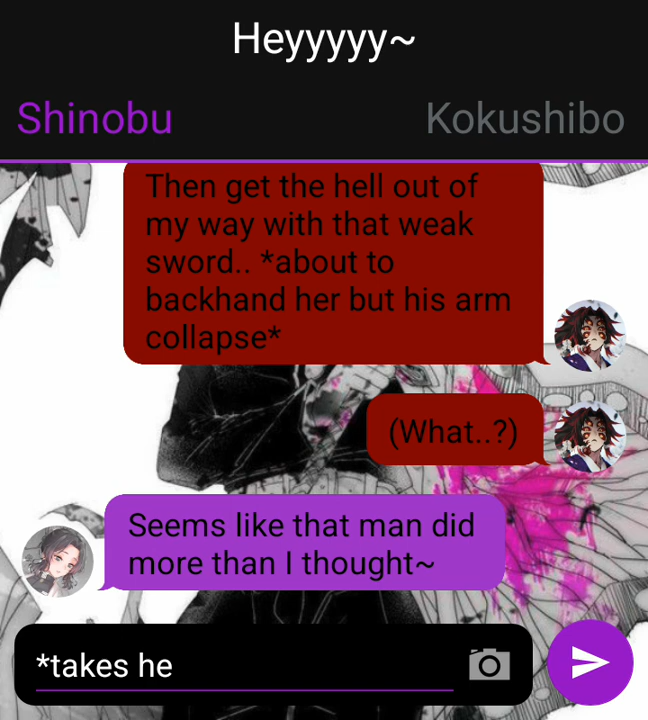 Heyyyyy~
Shinobu
Kokushibo
Then get the hell out of
my way with that weak
sword.. *about to
backhand her but his arm
collapse*
(What..?)
Seems like that man did
more than I thought~
*takes he